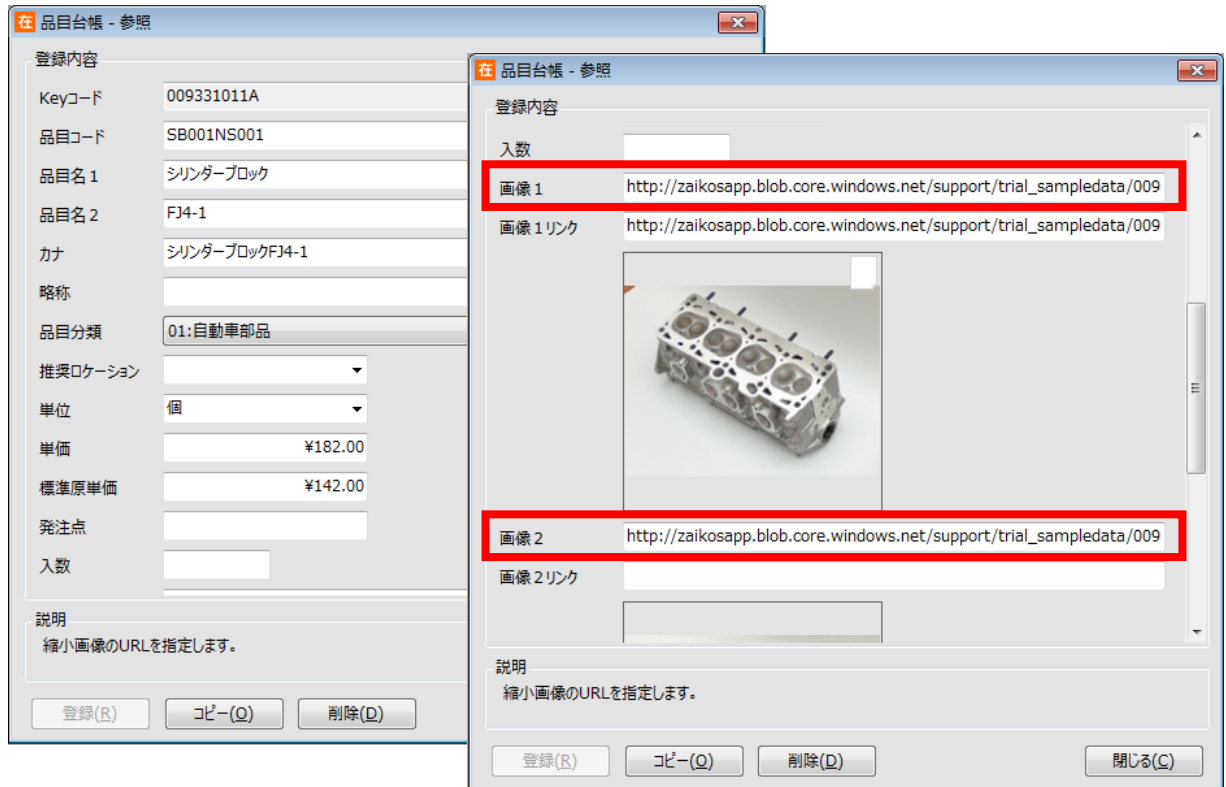 在 品目台帳 - 参照
登録内容
Keyコード 009331011A
品目コード SB001NS001
品目名1 シリンダーブロック
品目名2 FJ4-1
カナ シリンダーブロックFJ4-1
略称
品目分類 01:自動車部品
推奨ロケーション
単位 個
単価 ¥182.00
標準原単価 ¥142.00
発注点
入数
説明
縮小画像のURLを指定します。
登録(R) コピー(O) 削除(D)
在 品目台帳 - 参照
登録内容
入数
画像1 http://zaikosapp.blob.core.windows.net/support/trial_sampledata/009
画像1リンク http://zaikosapp.blob.core.windows.net/support/trial_sampledata/009
画像2 http://zaikosapp.blob.core.windows.net/support/trial_sampledata/009
画像2リンク
説明
縮小画像のURLを指定します。
登録(R) コピー(O) 削除(D) 閉じる(C)